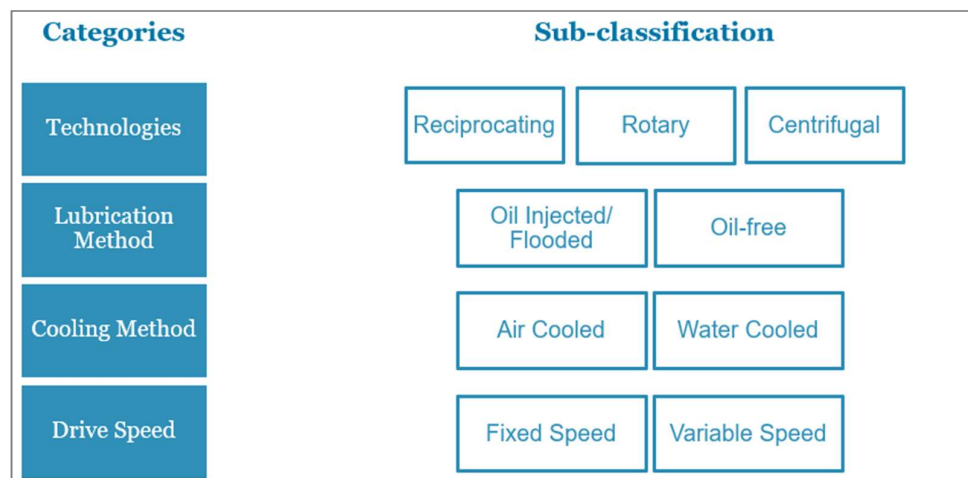 Categories
Sub-classification
Technologies
Reciprocating
Rotary
Centrifugal
Lubrication
Method
Oil Injected/
Flooded
Oil-free
Cooling Method
Air Cooled
Water Cooled
Drive Speed
Fixed Speed
Variable Speed